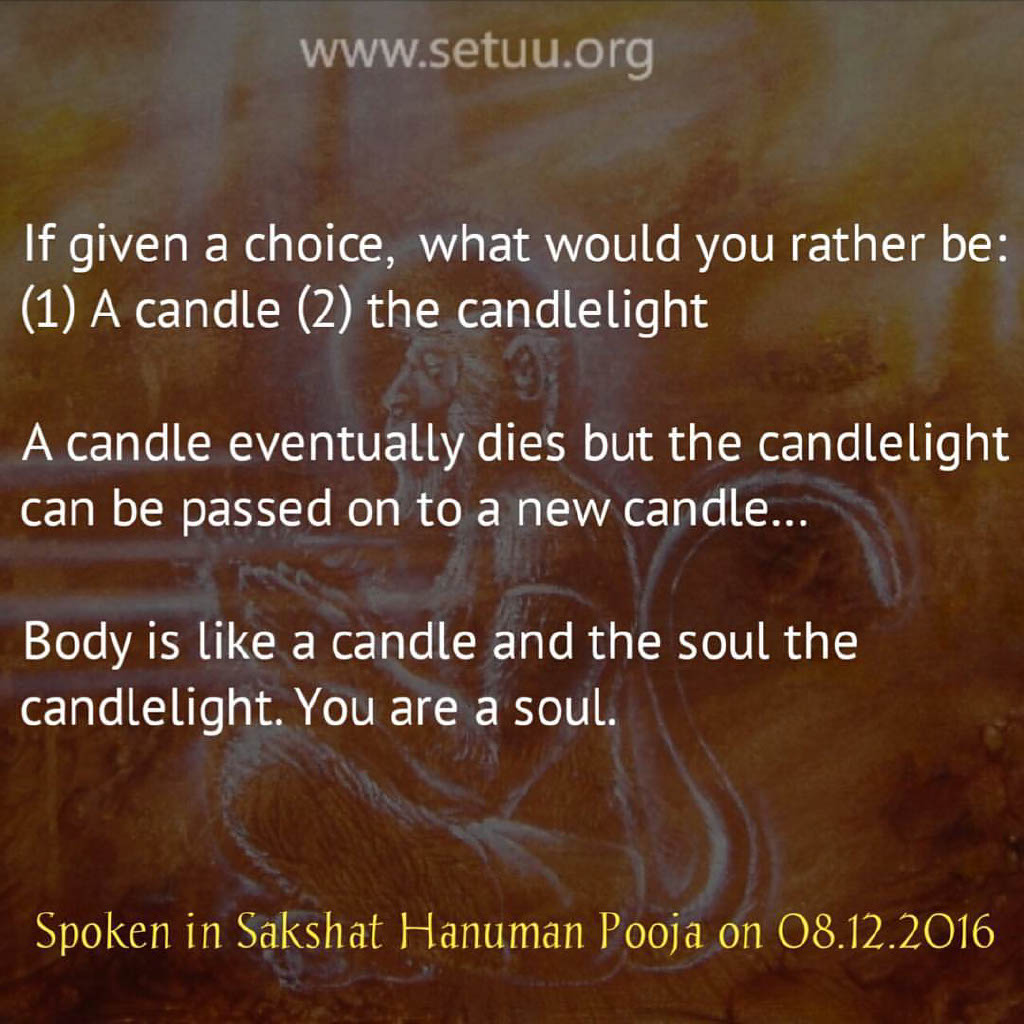 www.setuu.org
If given a choice,  what would you rather be:
(1) A candle (2) the candlelight
A candle eventually dies but the candlelight
can be passed on to a new candle...
Body is like a candle and the soul the
candlelight. You are a soul.
Spoken in Sakshat Hanuman Pooja on 08.12.2016